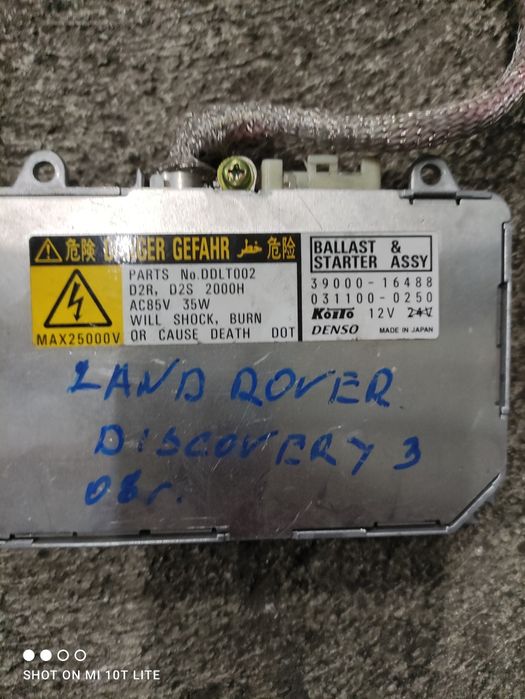 ⚠ 危険 DANGER GEFAHR خطر 危险
PARTS No.DDLT002
D2R, D2S 2000H
AC85V 35W
WILL SHOCK, BURN
OR CAUSE DEATH DOT
MAX25000V
BALLAST &
STARTER ASSY
39000-16488
031100-0250
KOITO 12V 24V
DENSO MADE IN JAPAN
LAND ROVER
DISCOVERY 3
08г.
SHOT ON MI 10T LITE